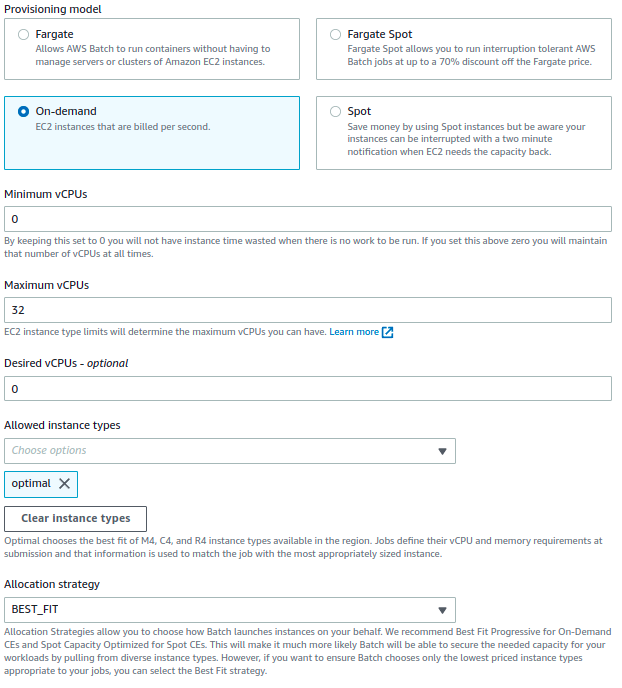 Provisioning model
Fargate
Allows AWS Batch to run containers without having to
manage servers or clusters of Amazon EC2 instances.
Fargate Spot
Fargate Spot allows you to run interruption tolerant AWS
Batch jobs at up to a 70% discount off the Fargate price.
On-demand
EC2 instances that are billed per second.
Spot
Save money by using Spot instances but be aware your
instances can be interrupted with a two minute
notification when EC2 needs the capacity back.
Minimum vCPUs
0
By keeping this set to 0 you will not have instance time wasted when there is no work to be run. If you set this above zero you will maintain
that number of vCPUs at all times.
Maximum vCPUs
32
EC2 instance type limits will determine the maximum vCPUs you can have. Learn more
Desired vCPUs - optional
0
Allowed instance types
Choose options
optimal
Clear instance types
Optimal chooses the best fit of M4, C4, and R4 instance types available in the region. Jobs define their vCPU and memory requirements at
submission and that information is used to match the job with the most appropriately sized instance.
Allocation strategy
BEST_FIT
Allocation Strategies allow you to choose how Batch launches instances on your behalf. We recommend Best Fit Progressive for On-Demand
CEs and Spot Capacity Optimized for Spot CEs. This will make it much more likely Batch will be able to secure the needed capacity for your
workloads by pulling from diverse instance types. However, if you want to ensure Batch chooses only the lowest priced instance types
appropriate to your jobs, you can select the Best Fit strategy.